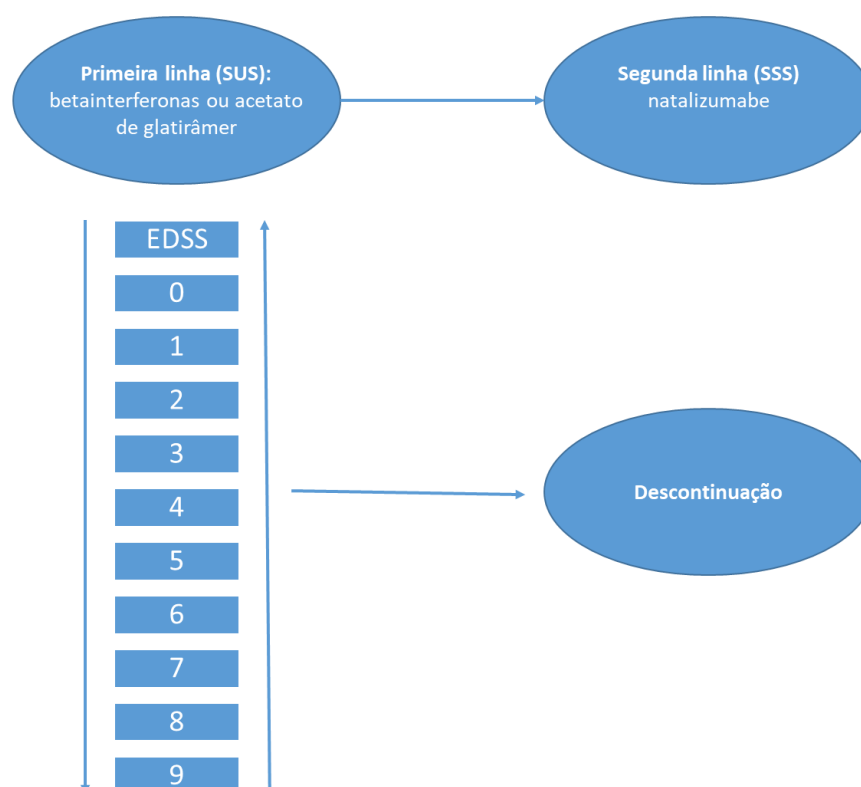 Primeira linha (SUS):
betainterferonas ou acetato
de glatirâmer
Segunda linha (SSS)
natalizumabe
EDSS
0
1
2
3
4
5
6
7
8
9
Descontinuação